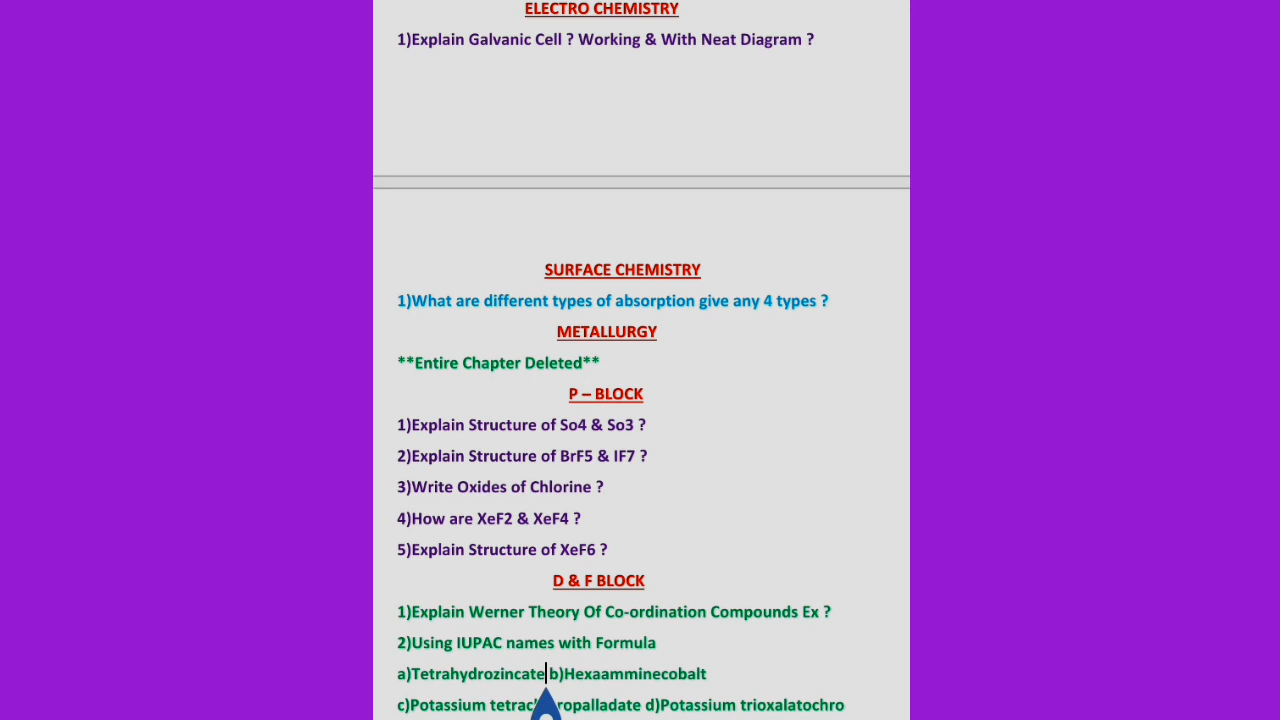 ELECTRO CHEMISTRY
1)Explain Galvanic Cell ? Working & With Neat Diagram ?
SURFACE CHEMISTRY
1)What are different types of absorption give any 4 types ?
METALLURGY
**Entire Chapter Deleted**
P – BLOCK
1)Explain Structure of So4 & So3 ?
2)Explain Structure of BrF5 & IF7 ?
3)Write Oxides of Chlorine ?
4)How are XeF2 & XeF4 ?
5)Explain Structure of XeF6 ?
D & F BLOCK
1)Explain Werner Theory Of Co-ordination Compounds Ex ?
2)Using IUPAC names with Formula
a)Tetrahydrozincate b)Hexaamminecobalt
c)Potassium d)Potassium trioxalatochro